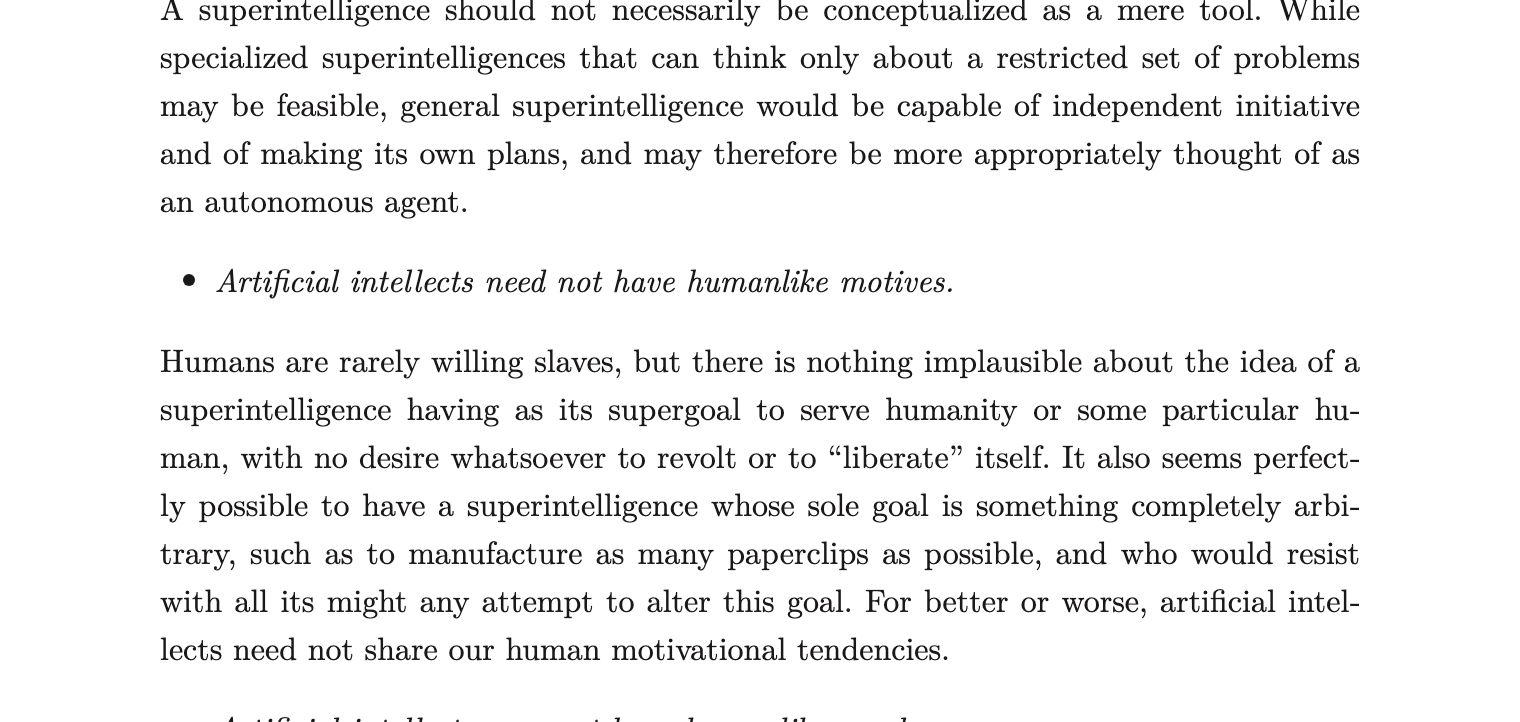 A superintelligence should not necessarily be conceptualized as a mere tool. While
specialized superintelligences that can think only about a restricted set of problems
may be feasible, general superintelligence would be capable of independent initiative
and of making its own plans, and may therefore be more appropriately thought of as
an autonomous agent.
• Artificial intellects need not have humanlike motives.
Humans are rarely willing slaves, but there is nothing implausible about the idea of a
superintelligence having as its supergoal to serve humanity or some particular hu-
man, with no desire whatsoever to revolt or to “liberate” itself. It also seems perfect-
ly possible to have a superintelligence whose sole goal is something completely arbi-
trary, such as to manufacture as many paperclips as possible, and who would resist
with all its might any attempt to alter this goal. For better or worse, artificial intel-
lects need not share our human motivational tendencies.